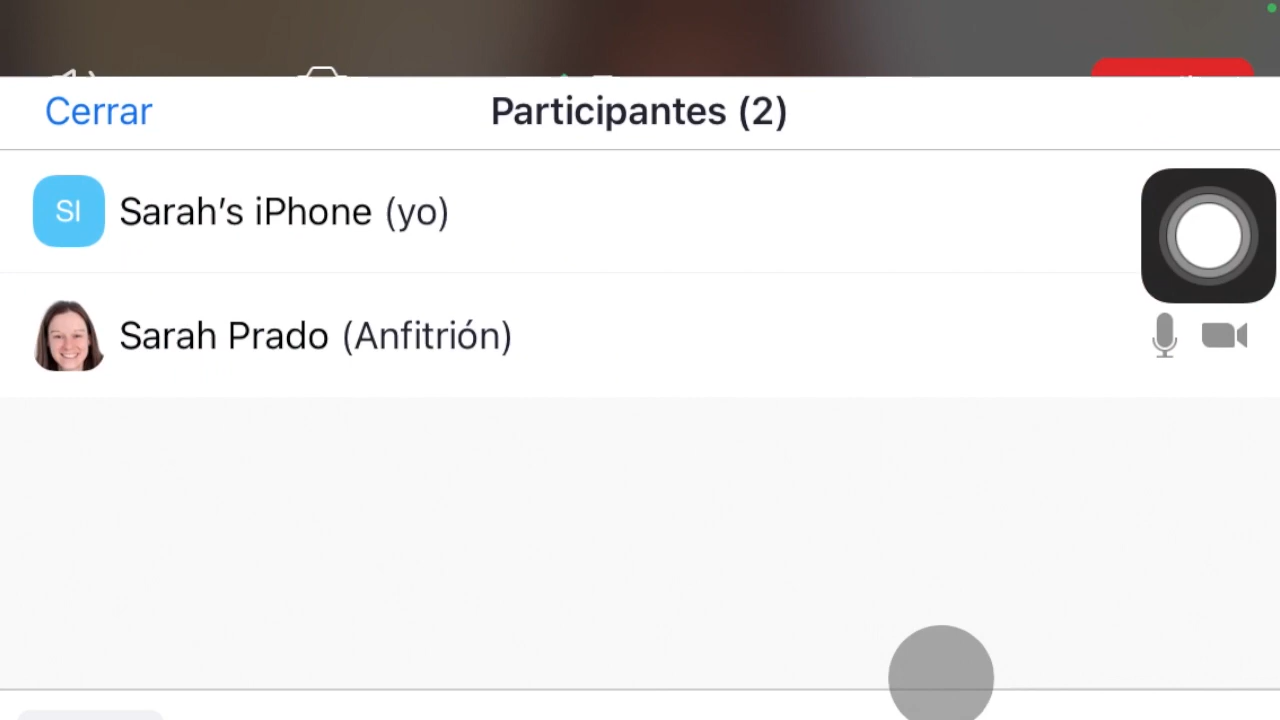 Cerrar
Participantes (2)
SI
Sarah's iPhone (yo)
Sarah Prado (Anfitrión)